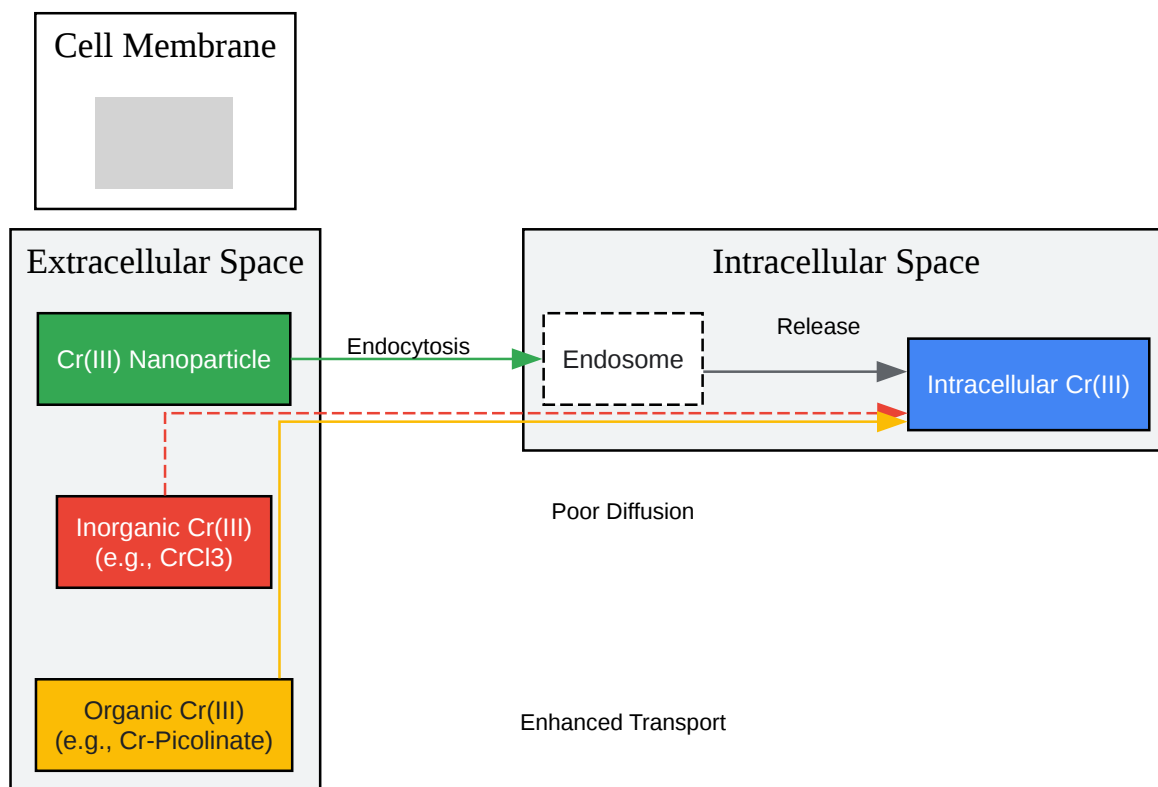 Cell Membrane
Extracellular Space
Intracellular Space
Cr(III) Nanoparticle
Endocytosis
Endosome
Release
Intracellular Cr(III)
Inorganic Cr(III)
(e.g., CrCl3)
Poor Diffusion
Organic Cr(III)
(e.g., Cr-Picolinate)
Enhanced Transport